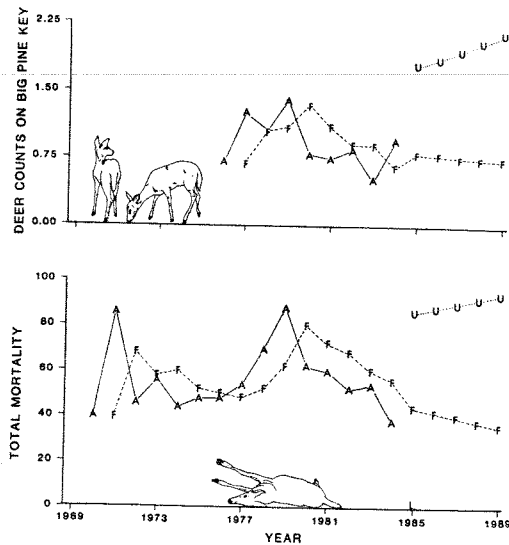 DEER COUNTS ON BIG PINE KEY
2.25
1.50
0.75
0.00
U U U U U
A A A A A A A A A
F F F F F F F F F F F F F
TOTAL MORTALITY
100
80
60
40
20
0
U U U U U
A A A A A A A A A A A A A A A
F F F F F F F F F F F F F F F F F F F
1969 1973 1977 1981 1985 1989
YEAR